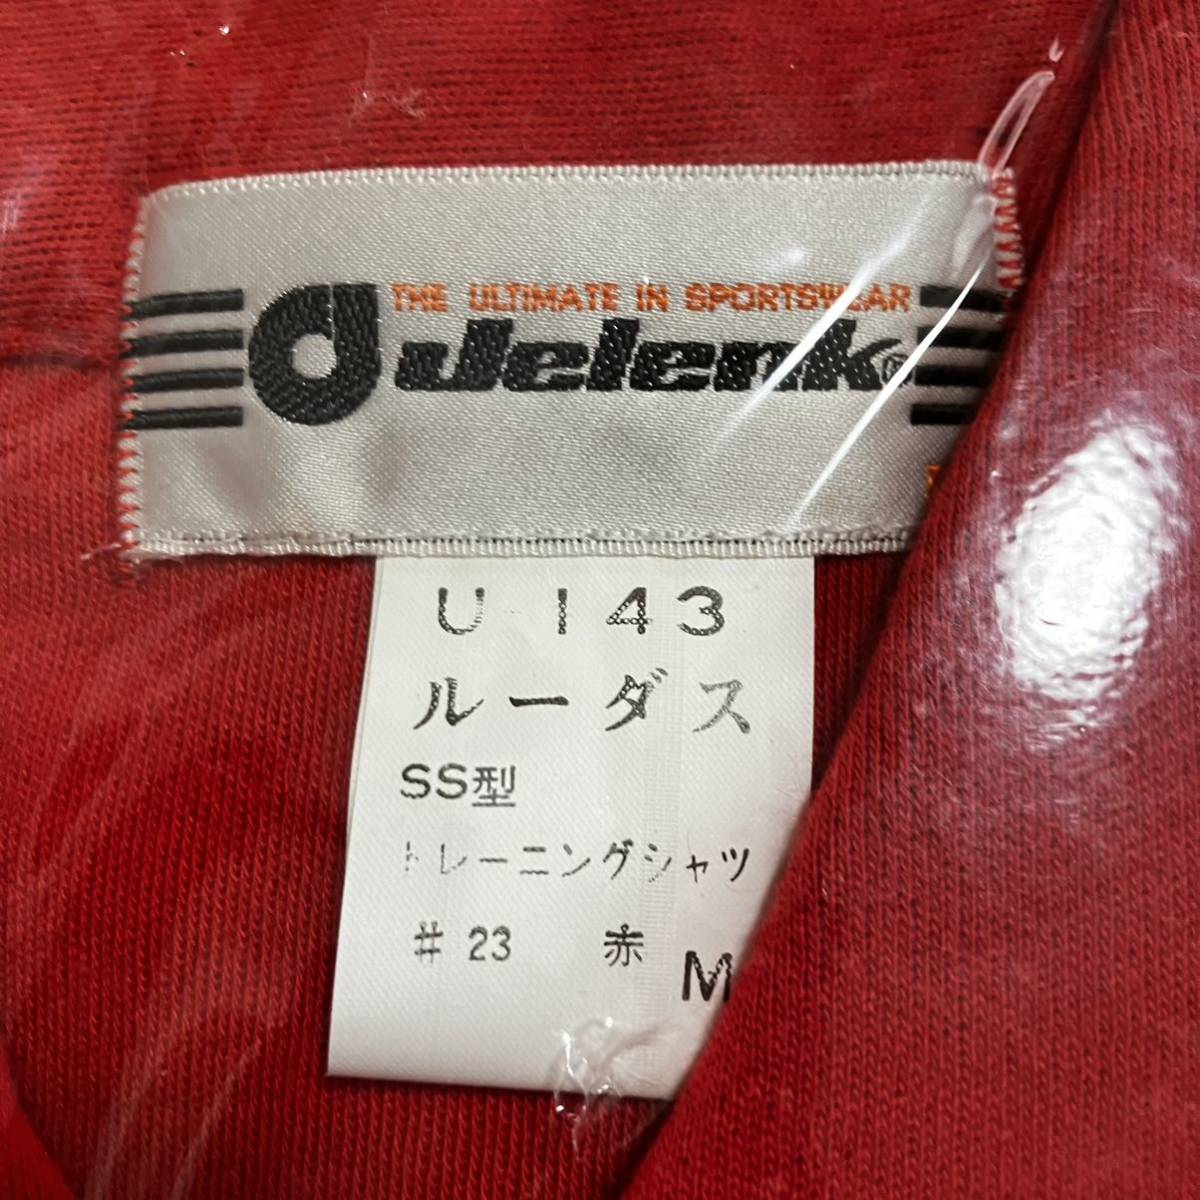 THE ULTIMATE IN SPORTSWEAR
Jelenk®
U-143
ルーダス
SS型
トレーニングシャツ
# 23 赤 M